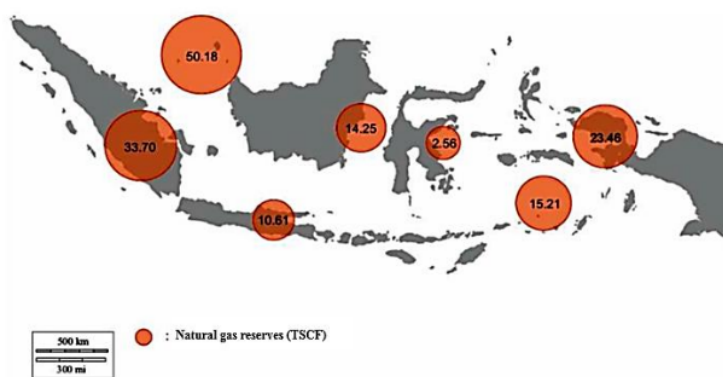 50.18
33.70
14.25
2.56
23.46
10.61
15.21
500 km
300 mi
: Natural gas reserves (TSCF)